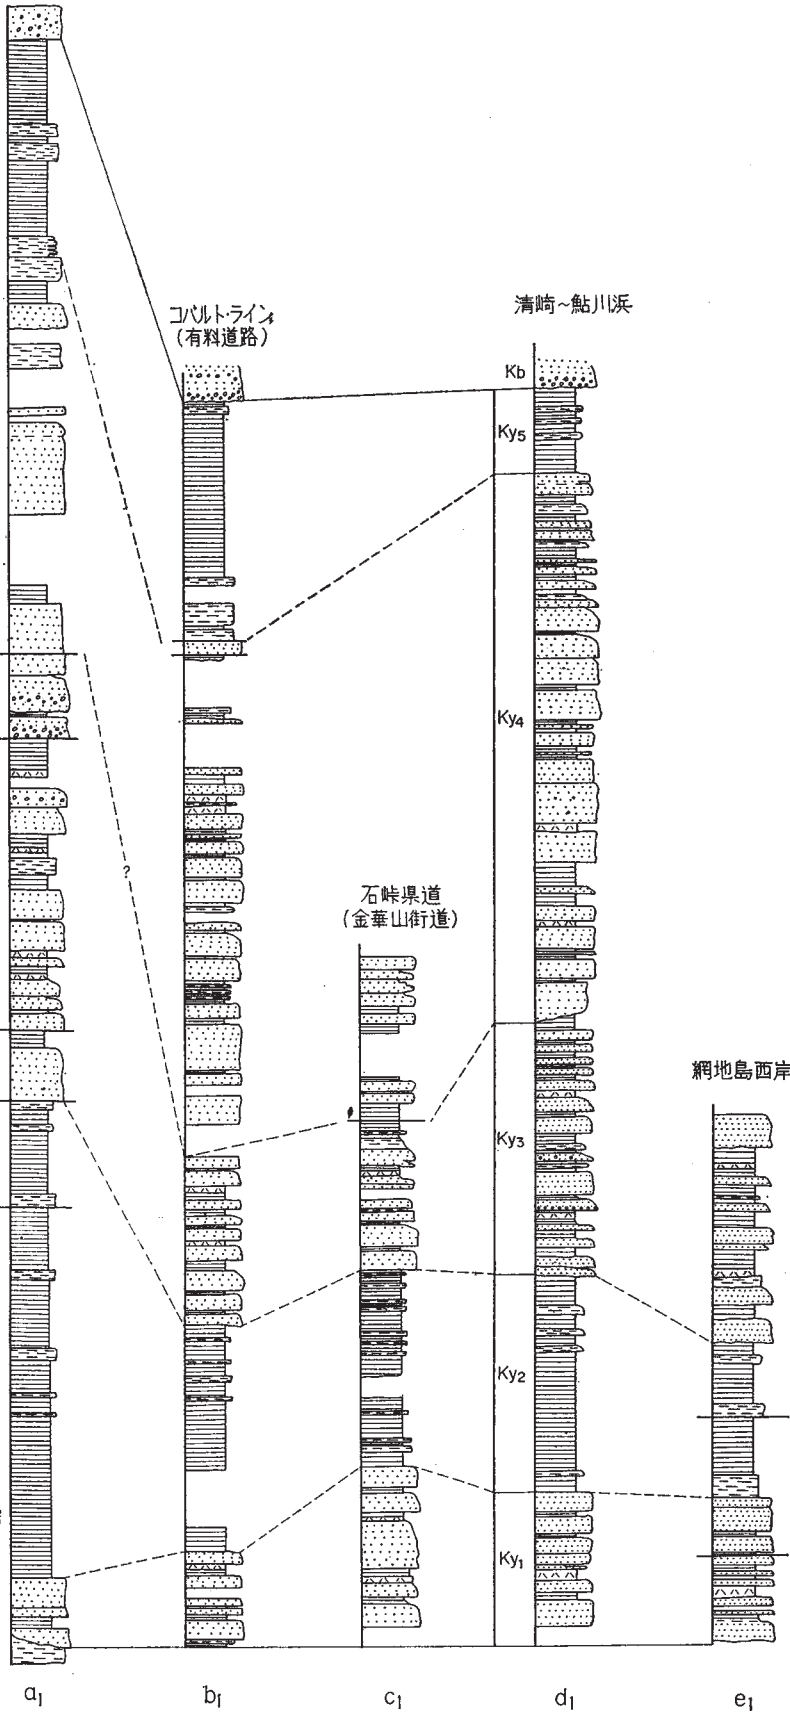 コバルト・ライン
(有料道路)
清崎～鮎川浜
Kb
Ky5
Ky4
?
石峠県道
(金華山街道)
網地島西岸
Ky3
Ky2
Ky1
a1
b1
c1
d1
e1